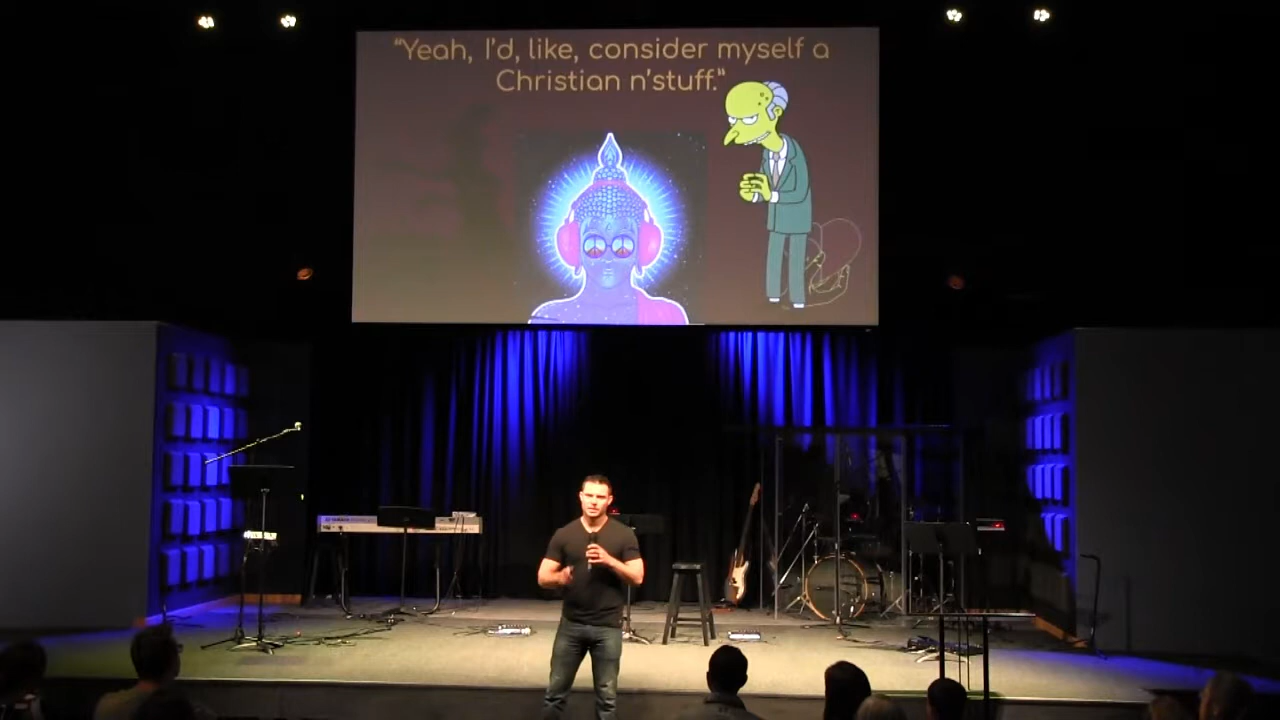 “Yeah, I’d, like, consider myself a
Christian n’stuff.”